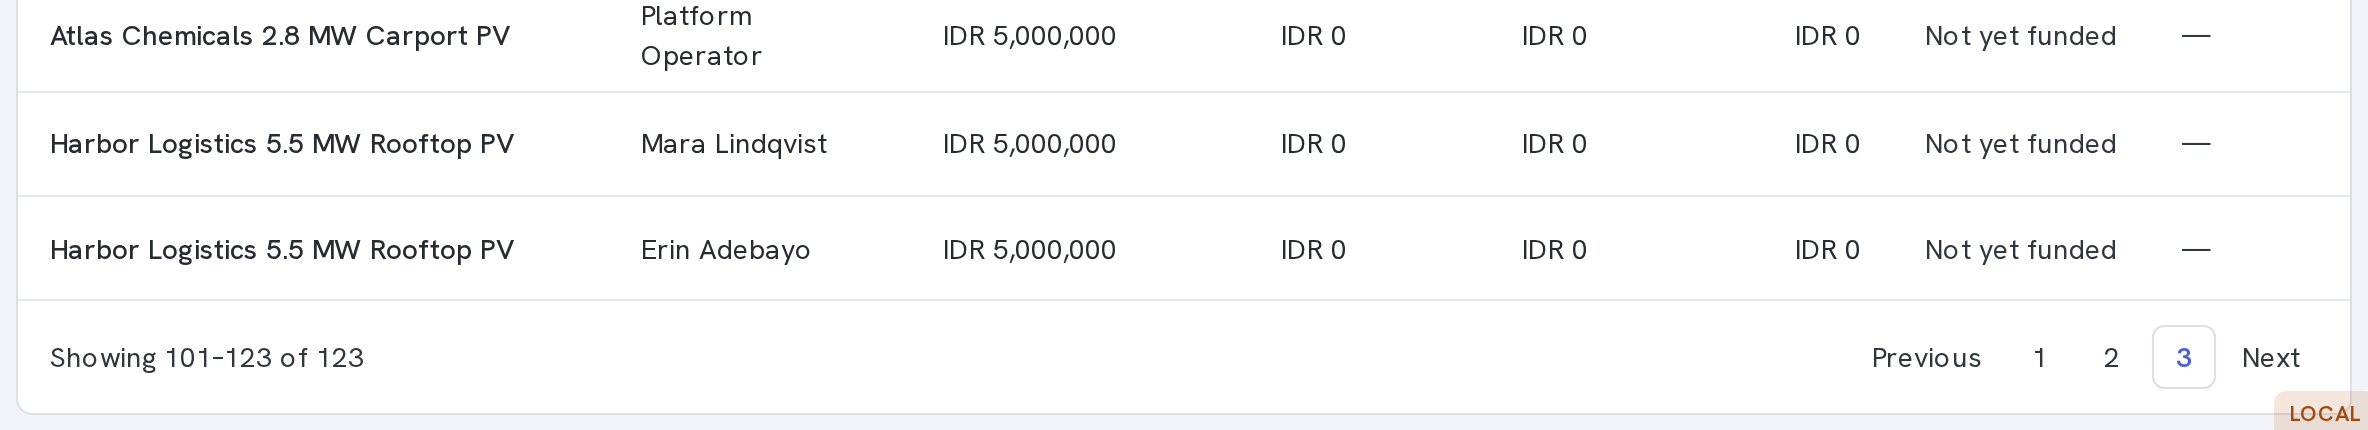 Atlas Chemicals 2.8 MW Carport PV Platform Operator IDR 5,000,000 IDR 0 IDR 0 IDR 0 Not yet funded —
Harbor Logistics 5.5 MW Rooftop PV Mara Lindqvist IDR 5,000,000 IDR 0 IDR 0 IDR 0 Not yet funded —
Harbor Logistics 5.5 MW Rooftop PV Erin Adebayo IDR 5,000,000 IDR 0 IDR 0 IDR 0 Not yet funded —
Showing 101–123 of 123 Previous 1 2 3 Next
LOCAL